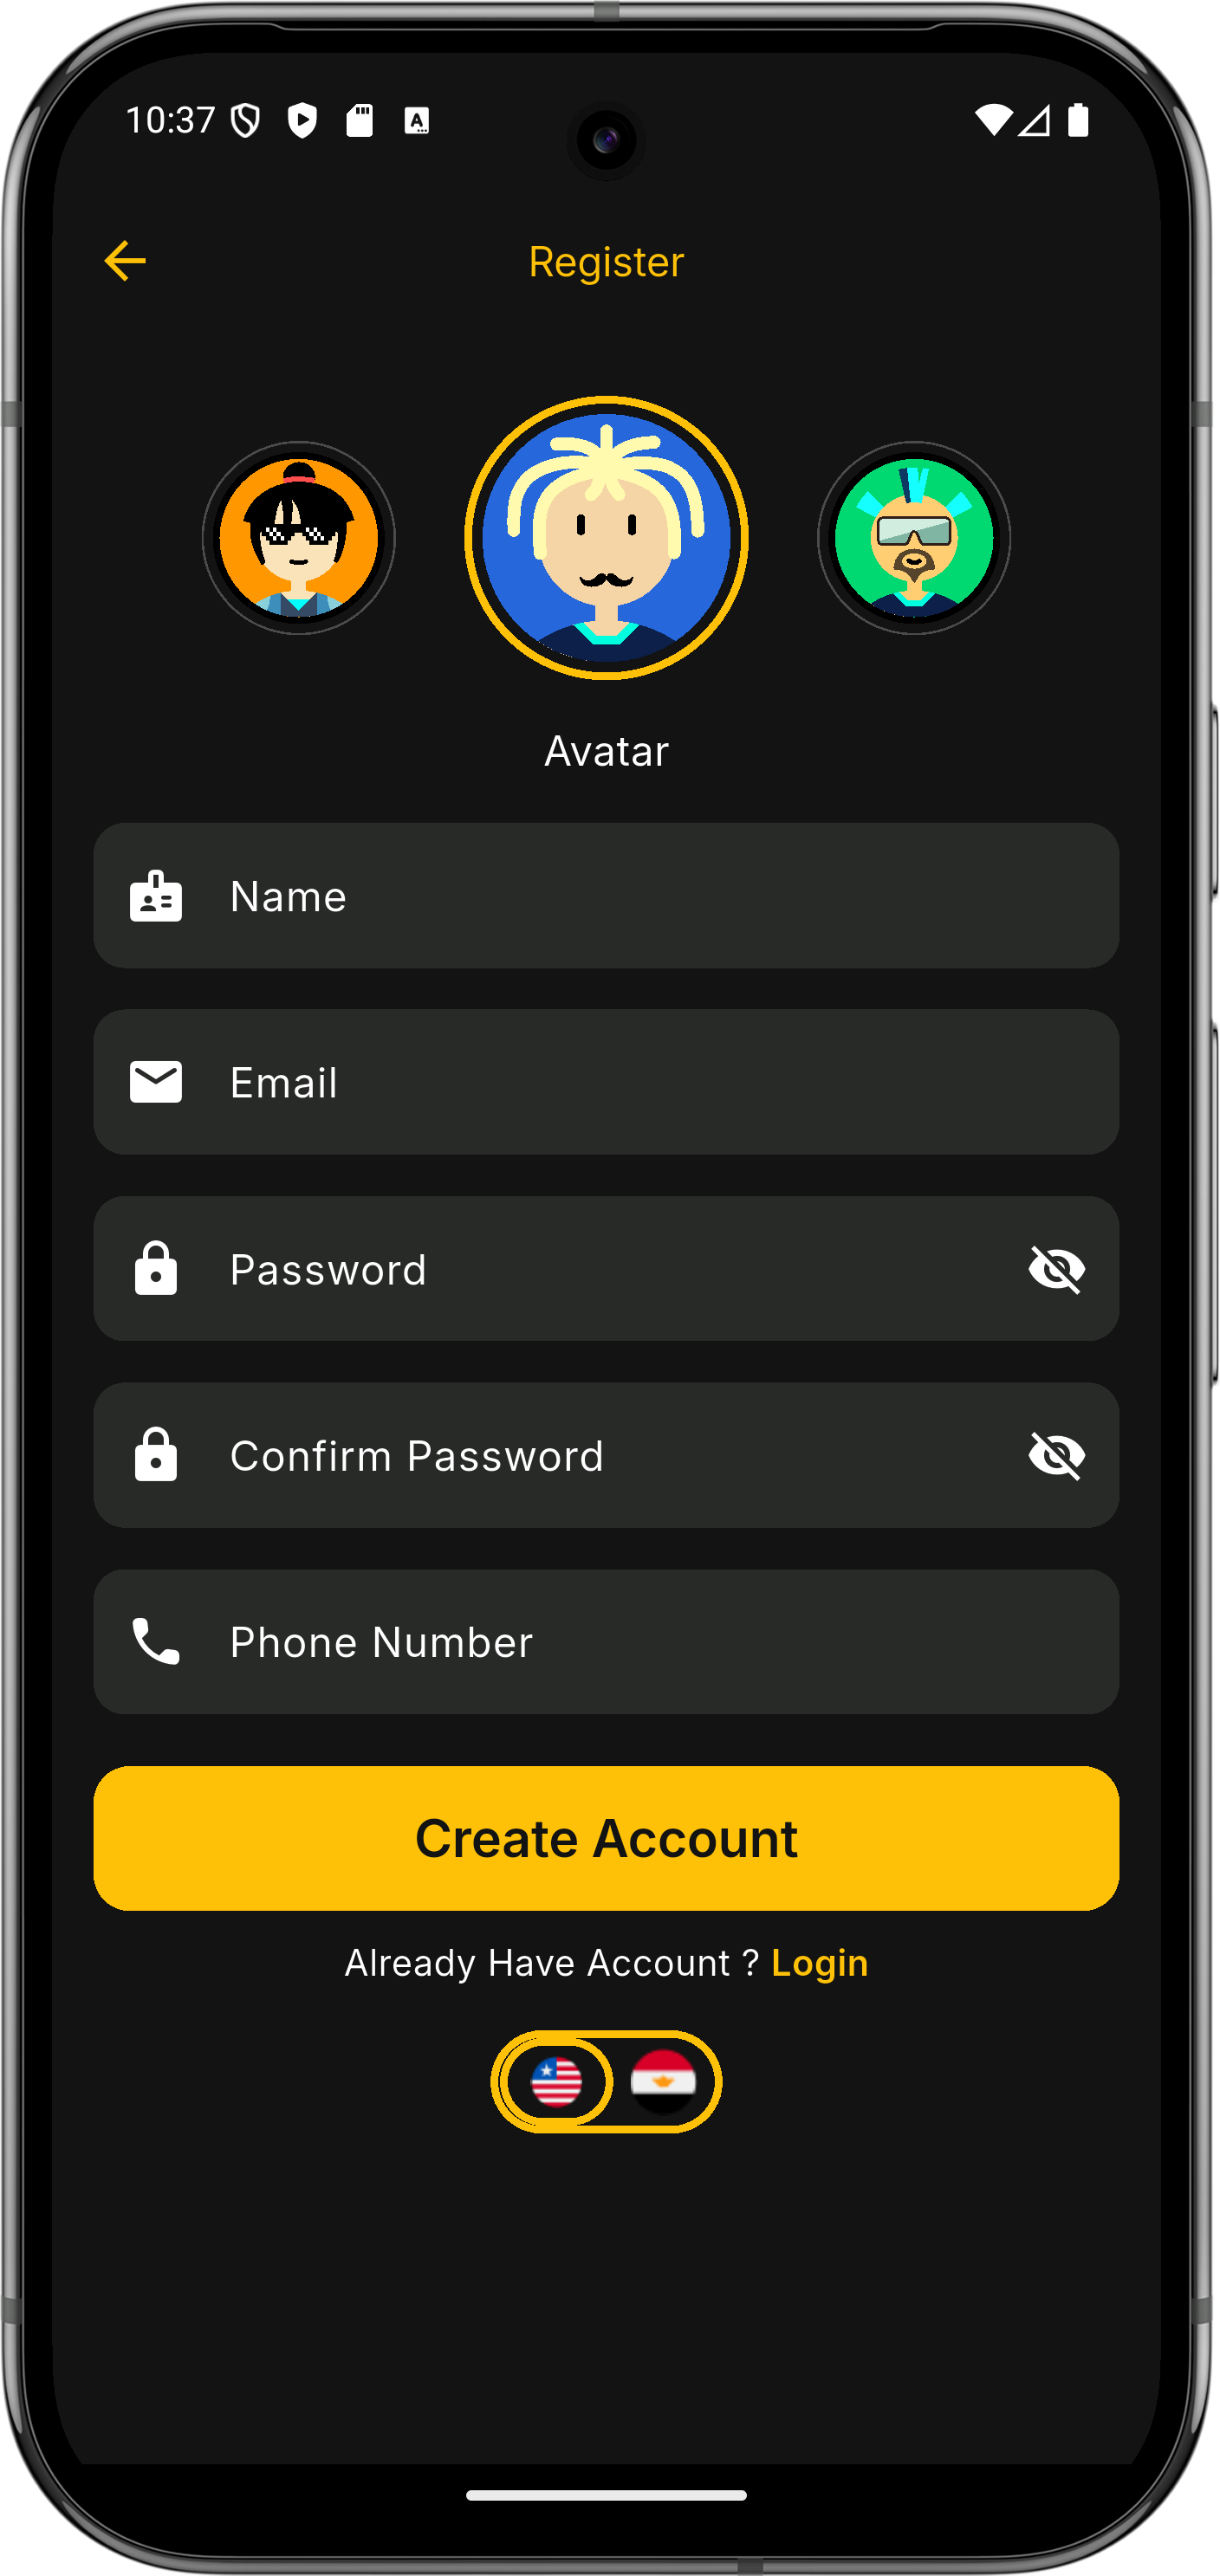 10:37
Register
Avatar
Name
Email
Password
Confirm Password
Phone Number
Create Account
Already Have Account ? Login